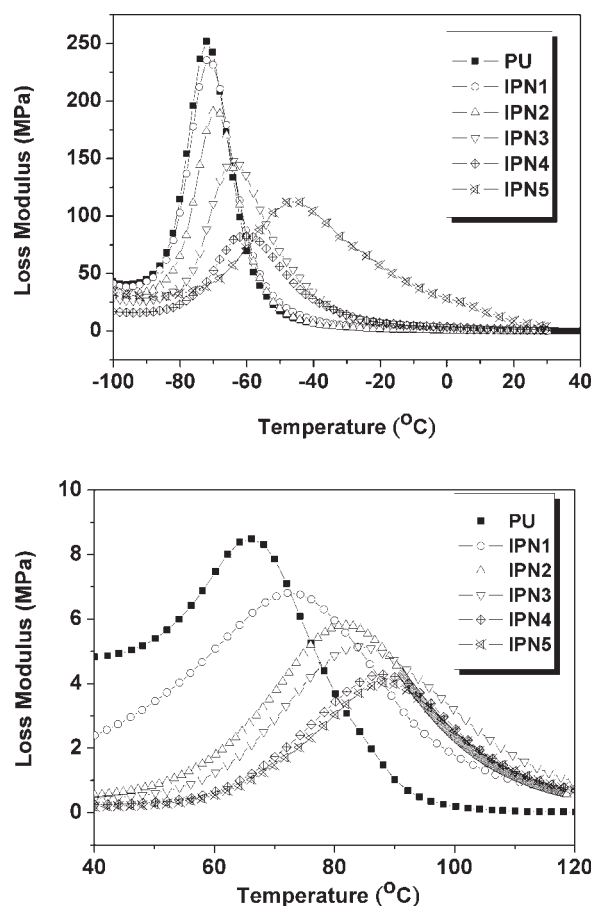 250
200
150
100
50
0
Loss Modulus (MPa)
PU
IPN1
IPN2
IPN3
IPN4
IPN5
-100 -80 -60 -40 -20 0 20 40
Temperature (°C)
10
8
6
4
2
0
Loss Modulus (MPa)
PU
IPN1
IPN2
IPN3
IPN4
IPN5
40 60 80 100 120
Temperature (°C)